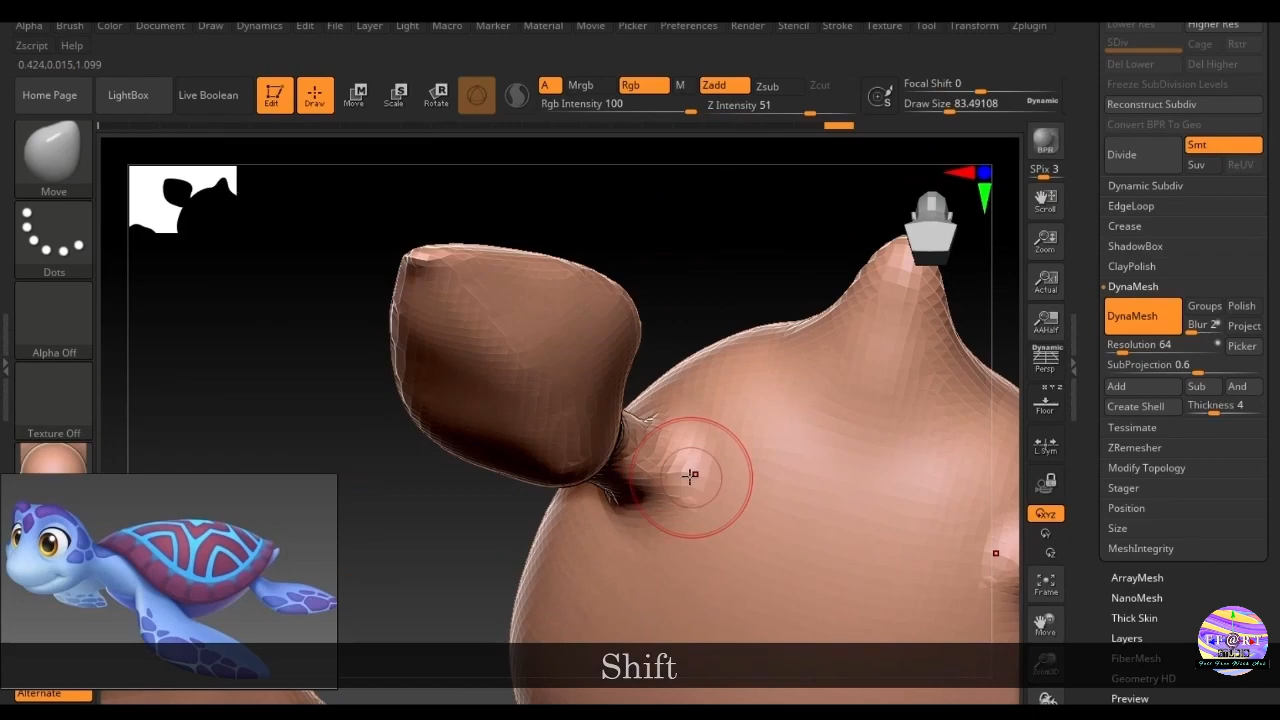 Alpha Brush Color Document Draw Dynamics Edit File Layer Light Macro Marker Material Movie Picker Preferences Render Stencil Stroke Texture Tool Transform Zplugin
Zscript Help
0.424,0.015,1.099
Home Page LightBox Live Boolean Edit Draw Move Scale Rotate
A Mrgb Rgb M Zadd Zsub Zcut
Rgb Intensity 100 Z Intensity 51
Focal Shift 0
Draw Size 83.49108 Dynamic
S
Move
Dots
Alpha Off
Texture Off
Alternate
Shift
BPR
SPix 3
Scroll
Zoom
Actual
AAHalf
Dynamic
Persp
X Y Z
Floor
L.Sym
XYZ
Y
Z
Frame
Move
Zoom3D
Lower Res Higher Res
SDiv Cage Rstr
Del Lower Del Higher
Freeze SubDivision Levels
Reconstruct Subdiv
Convert BPR To Geo
Divide Smt
Suv ReUV
Dynamic Subdiv
EdgeLoop
Crease
ShadowBox
ClayPolish
DynaMesh
DynaMesh Groups Polish
Blur 2 Project
Resolution 64 Picker
SubProjection 0.6
Add Sub And
Create Shell Thickness 4
Tessimate
ZRemesher
Modify Topology
Stager
Position
Size
MeshIntegrity
ArrayMesh
NanoMesh
Thick Skin
Layers
FiberMesh
Geometry HD
Preview
STUDIO